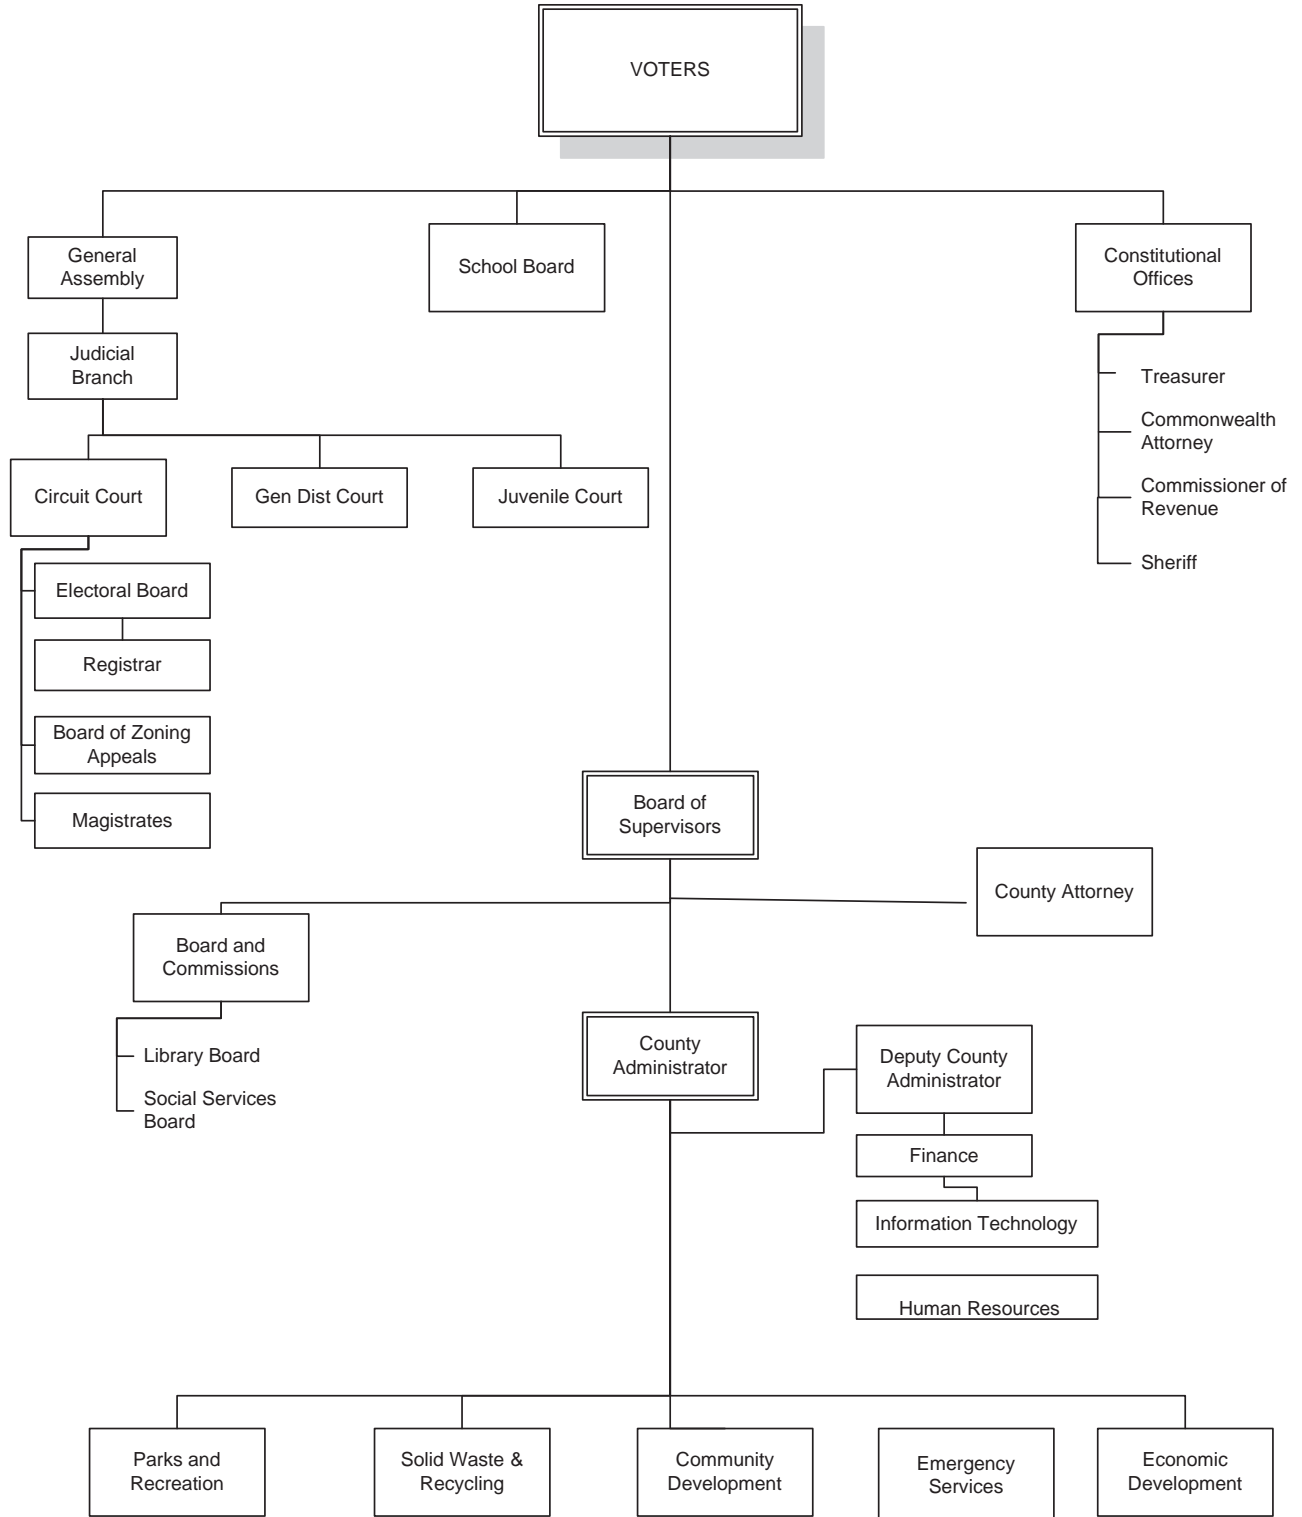 VOTERS
General
Assembly
School Board
Constitutional
Offices
Judicial
Branch
Treasurer
Commonwealth
Attorney
Commissioner of
Revenue
Sheriff
Circuit Court
Gen Dist Court
Juvenile Court
Electoral Board
Registrar
Board of Zoning
Appeals
Magistrates
Board of
Supervisors
County Attorney
Board and
Commissions
Library Board
Social Services
Board
County
Administrator
Deputy County
Administrator
Finance
Information Technology
Human Resources
Parks and
Recreation
Solid Waste &
Recycling
Community
Development
Emergency
Services
Economic
Development